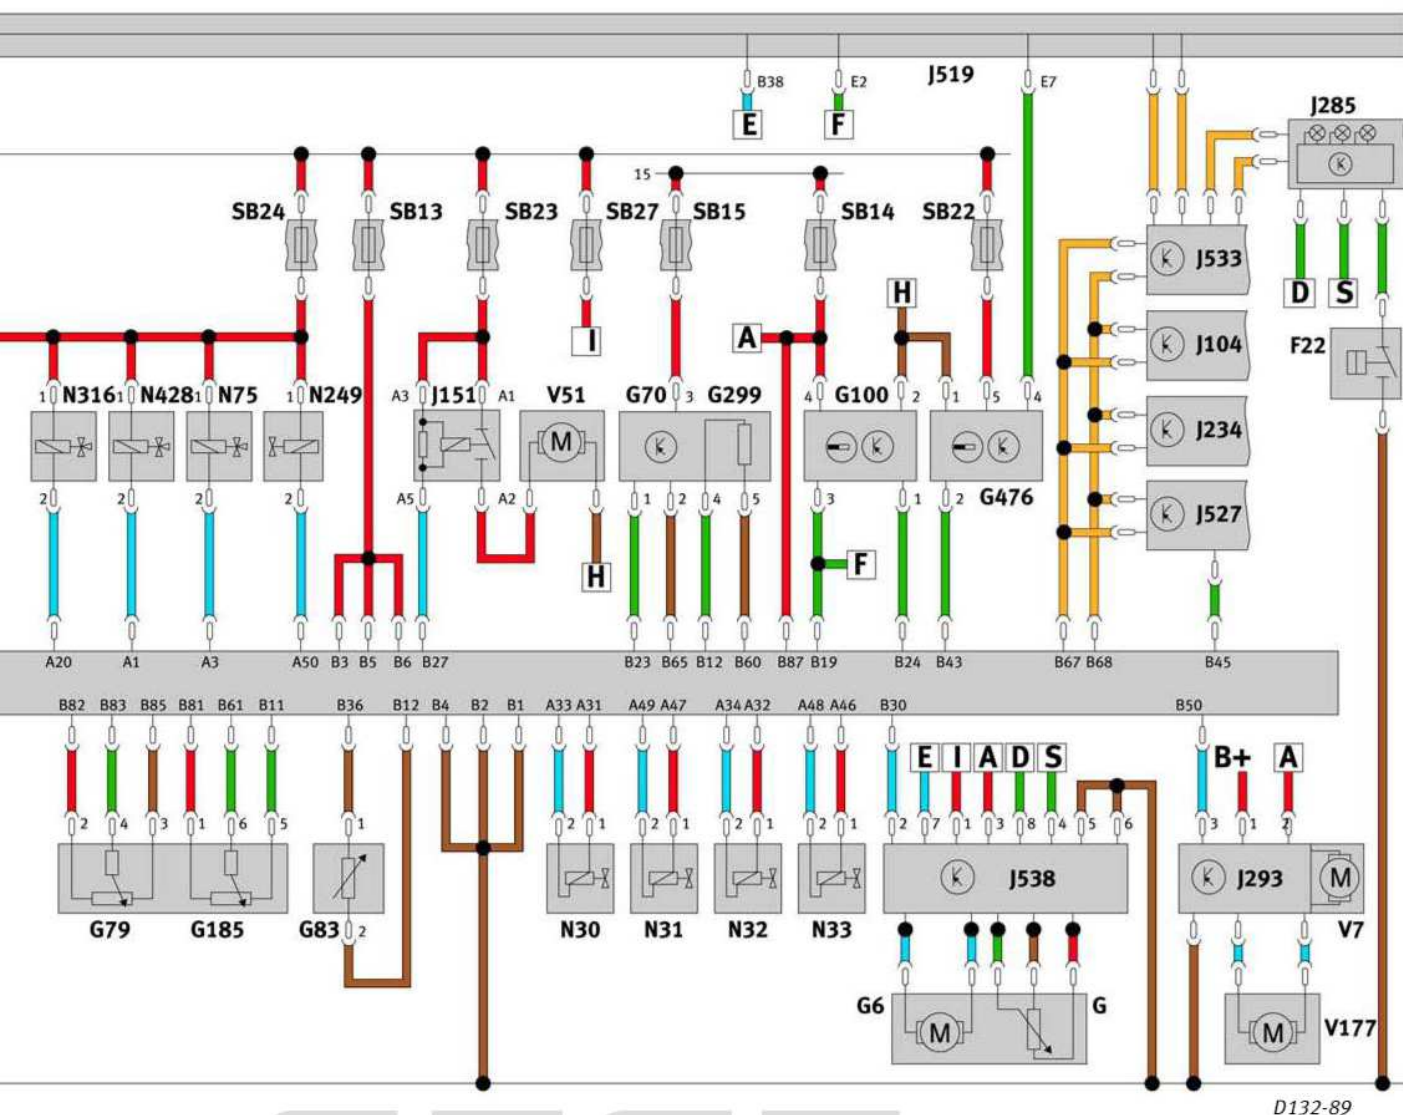 B38 E2 J519 E7
E F
J285
15
SB24 SB13 SB23 SB27 SB15 SB14 SB22
J533
D S
H
I
A
J104
F22
1 N316 1 N428 1 N75 1 N249 A3 J151 A1 V51 G70 3 G299 4 G100 2 1 5 4
M
J234
2 2 2 2 A5 A2 1 2 4 5 3 1 2 G476
J527
F
H
A20 A1 A3 A50 B3 B5 B6 B27 B23 B65 B12 B60 B87 B19 B24 B43 B67 B68 B45
B82 B83 B85 B81 B61 B11 B36 B12 B4 B2 B1 A33 A31 A49 A47 A34 A32 A48 A46 B30 B50
E I A D S B+ A
2 4 3 1 6 5 1 2 1 2 1 2 1 2 1 2 7 1 3 8 4 5 6 3 1 2
J538 J293 M
G79 G185 G83 2 N30 N31 N32 N33 V7
G6 M G M V177
D132-89